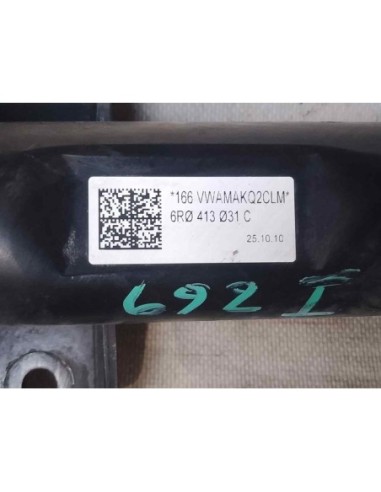 *166 VWAMAKQ2CLM*
6RØ 413 Ø31 C
25.10.10
692 I